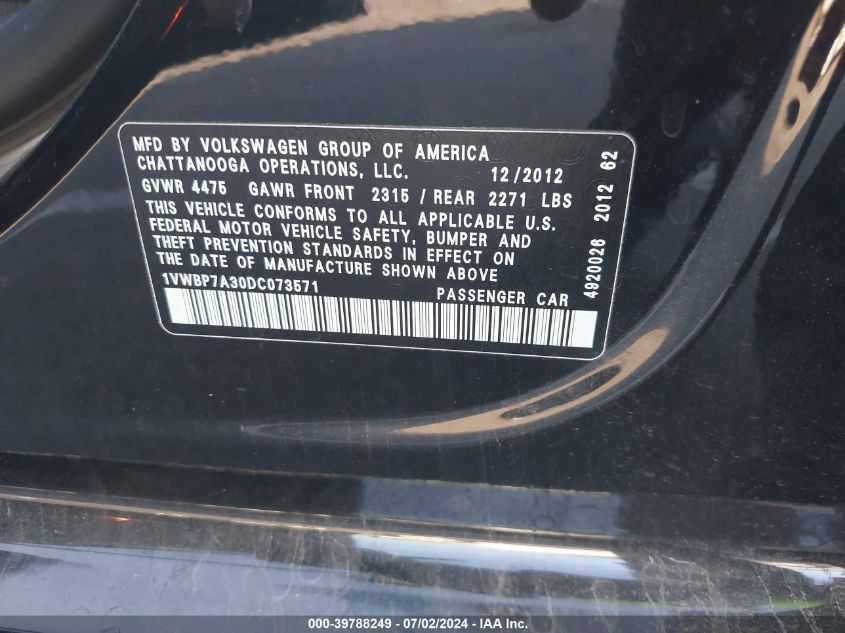 MFD BY VOLKSWAGEN GROUP OF AMERICA
CHATTANOOGA OPERATIONS, LLC. 12/2012
GVWR 4475 GAWR FRONT 2315 / REAR 2271 LBS
THIS VEHICLE CONFORMS TO ALL APPLICABLE U.S.
FEDERAL MOTOR VEHICLE SAFETY, BUMPER AND
THEFT PREVENTION STANDARDS IN EFFECT ON
THE DATE OF MANUFACTURE SHOWN ABOVE
1VWBP7A30DC073571 PASSENGER CAR
4920026 2012 62
000-39788249 - 07/02/2024 - IAA Inc.